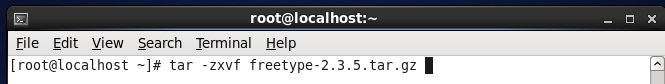 root@localhost:~
File Edit View Search Terminal Help
[root@localhost ~]# tar -zxvf freetype-2.3.5.tar.gz